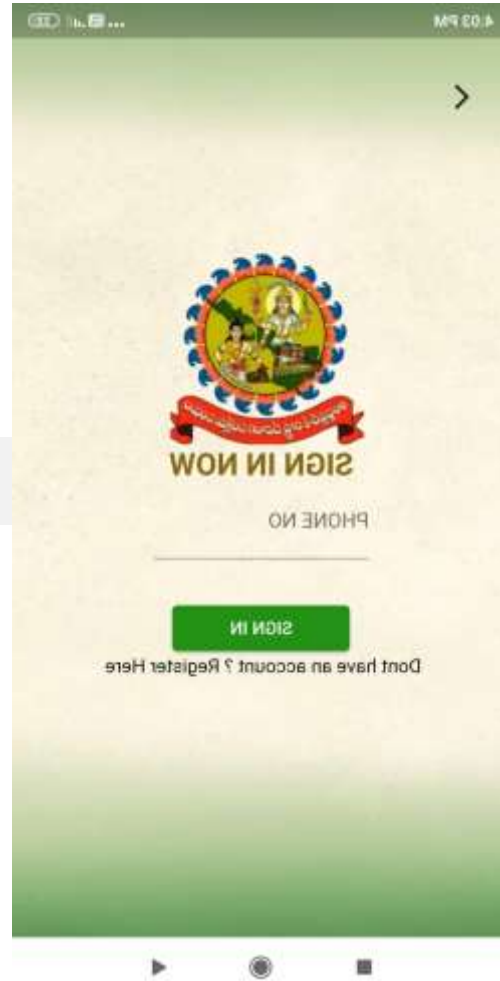 4:03 PM
SIGN IN NOW
PHONE NO
SIGN IN
Dont have an account ? Register Here